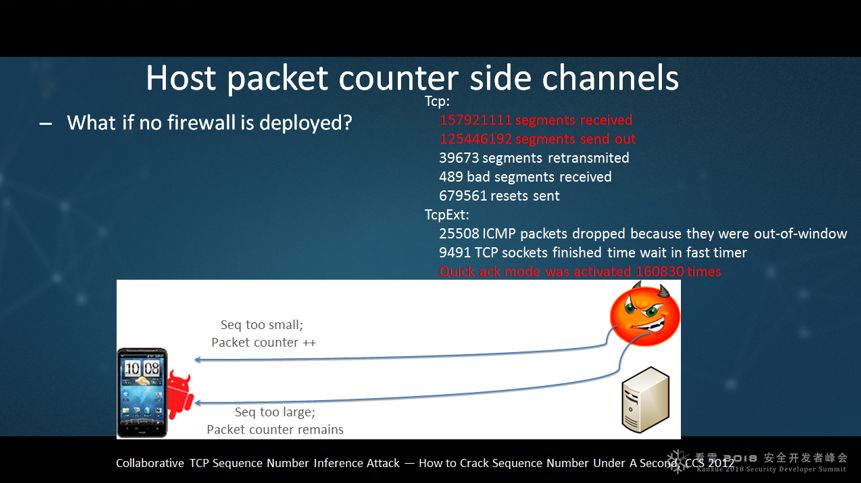 Host packet counter side channels
– What if no firewall is deployed?
Tcp:
157921111 segments received
125446192 segments send out
39673 segments retransmited
489 bad segments received
679561 resets sent
TcpExt:
25508 ICMP packets dropped because they were out-of-window
9491 TCP sockets finished time wait in fast timer
Quick ack mode was activated 160830 times
Seq too small;
Packet counter ++
10 08
Seq too large;
Packet counter remains
Collaborative TCP Sequence Number Inference Attack — How to Crack Sequence Number Under A Second, CCS 2012
看雪 2018 安全开发者峰会
Kanxue 2018 Security Developer Summit